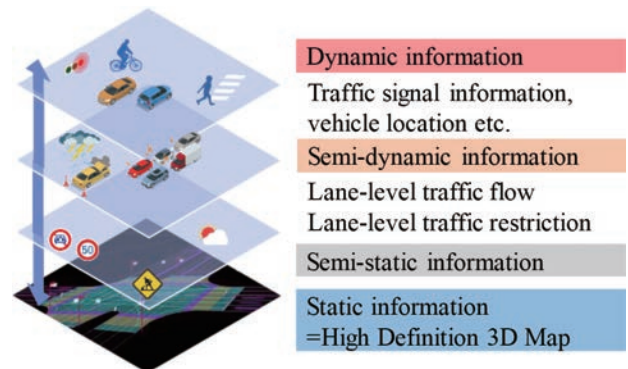 Dynamic information
Traffic signal information,
vehicle location etc.
Semi-dynamic information
Lane-level traffic flow
Lane-level traffic restriction
50
Semi-static information
Static information
=High Definition 3D Map